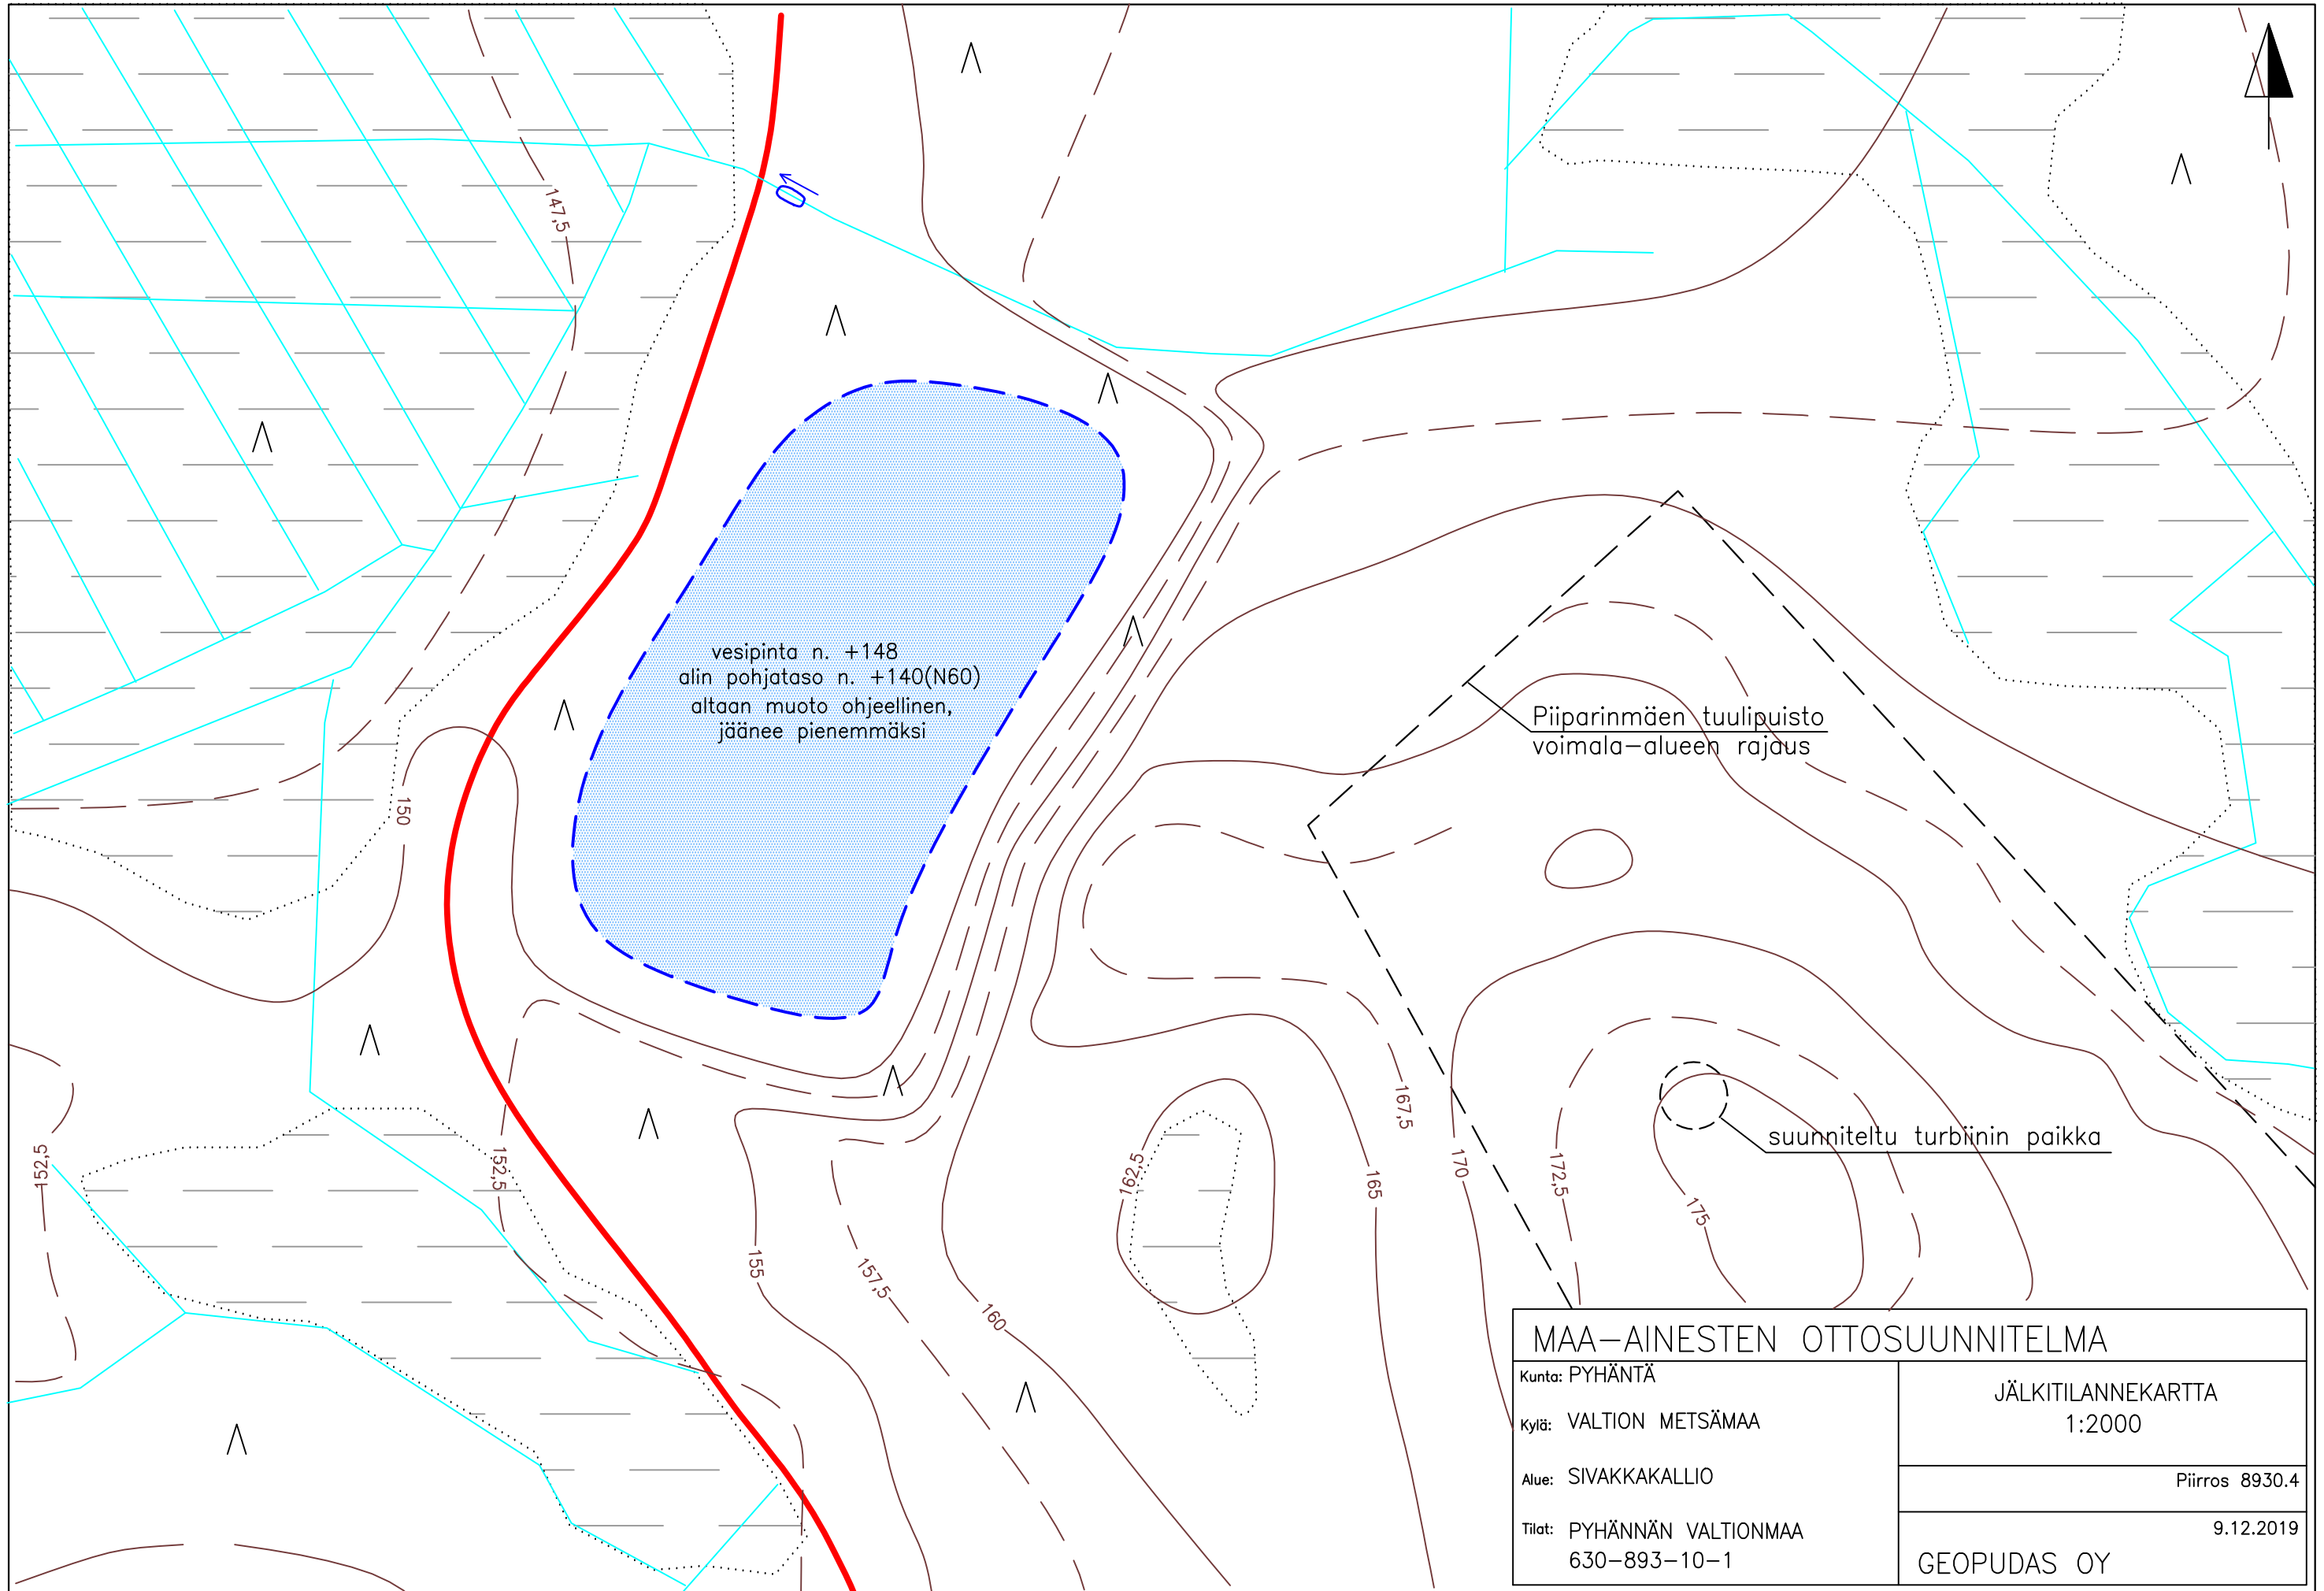 147,5
vesipinta n. +148
alin pohjataso n. +140(N60)
altaan muoto ohjeellinen,
jäänee pienemmäksi
Piiparinmäen tuulipuisto
voimala-alueen rajaus
150
152,5
152,5
162,5
167,5
165
170
172,5
175
suunniteltu turbiinin paikka
155
157,5
160
MAA-AINESTEN OTTOSUUNNITELMA
Kunta: PYHÄNTÄ
Kylä: VALTION METSÄMAA
Alue: SIVAKKAKALLIO
Tilat: PYHÄNNÄN VALTIONMAA
630-893-10-1
JÄLKITILANNEKARTTA
1:2000
Piirros 8930.4
9.12.2019
GEOPUDAS OY